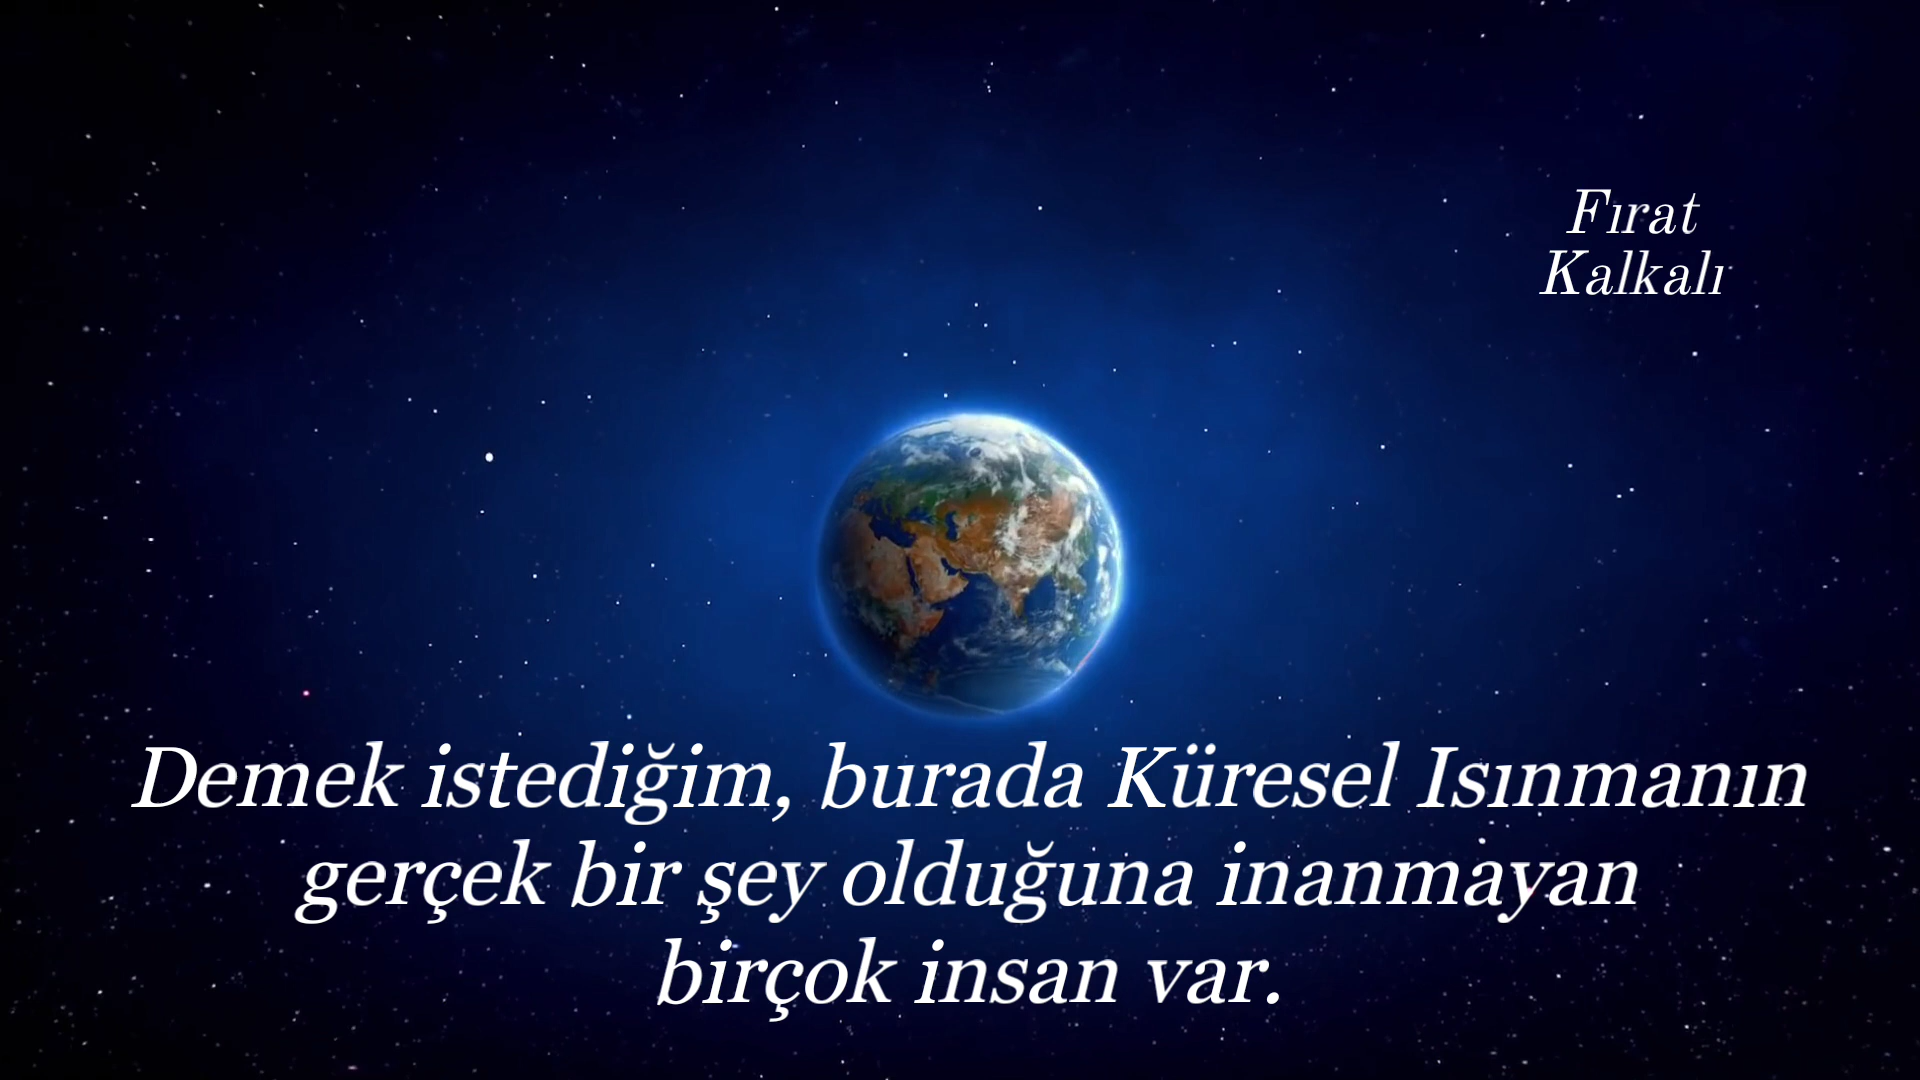 Fırat
Kalkalı
Demek istediğim, burada Küresel Isınmanın
gerçek bir şey olduğuna inanmayan
birçok insan var.